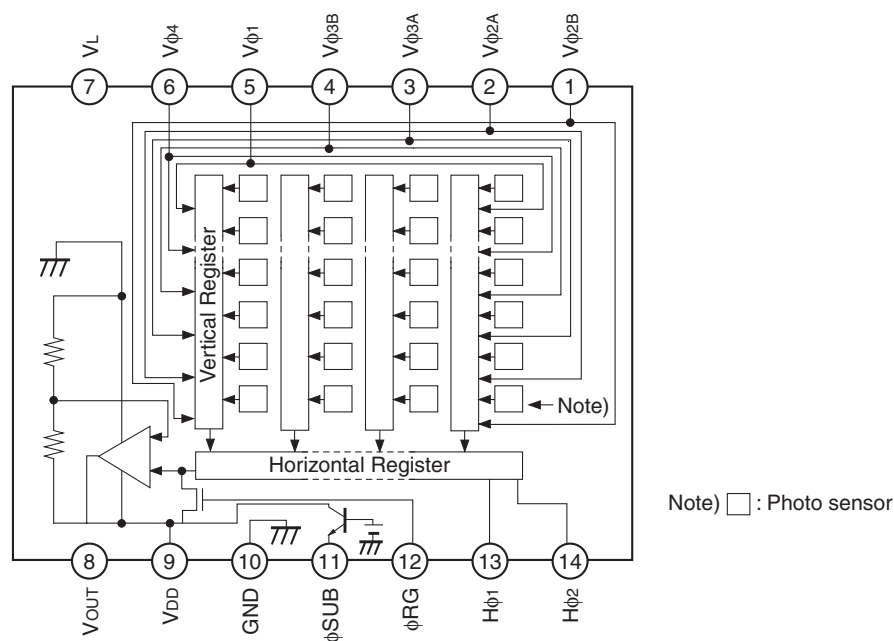 VL
Vϕ4
Vϕ1
Vϕ3B
Vϕ3A
Vϕ2A
Vϕ2B
7
6
5
4
3
2
1
Vertical Register
Note)
Horizontal Register
Note) : Photo sensor
8
9
10
11
12
13
14
VOUT
VDD
GND
ϕSUB
ϕRG
Hϕ1
Hϕ2